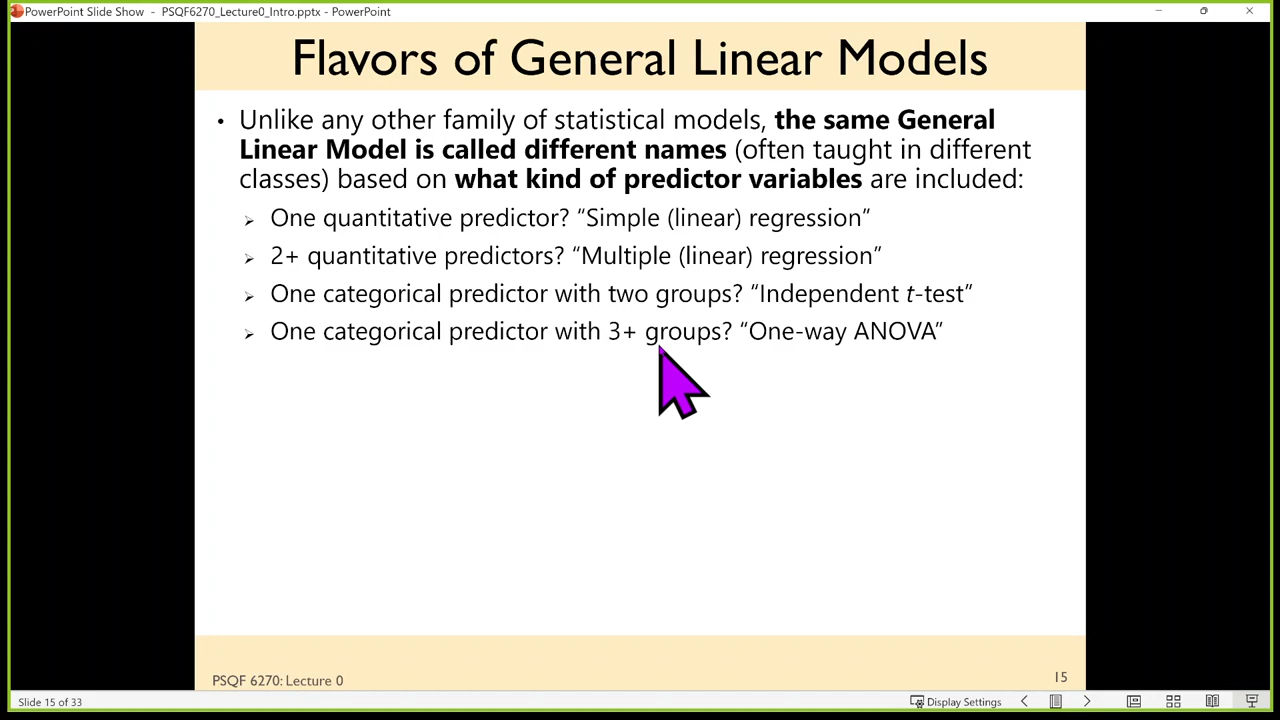 PowerPoint Slide Show - PSQF6270_Lecture0_Intro.pptx - PowerPoint
Flavors of General Linear Models
• Unlike any other family of statistical models, the same General
Linear Model is called different names (often taught in different
classes) based on what kind of predictor variables are included:
➢ One quantitative predictor? “Simple (linear) regression”
➢ 2+ quantitative predictors? “Multiple (linear) regression”
➢ One categorical predictor with two groups? “Independent t-test”
➢ One categorical predictor with 3+ groups? “One-way ANOVA”
PSQF 6270: Lecture 0
15
Slide 15 of 33
Display Settings